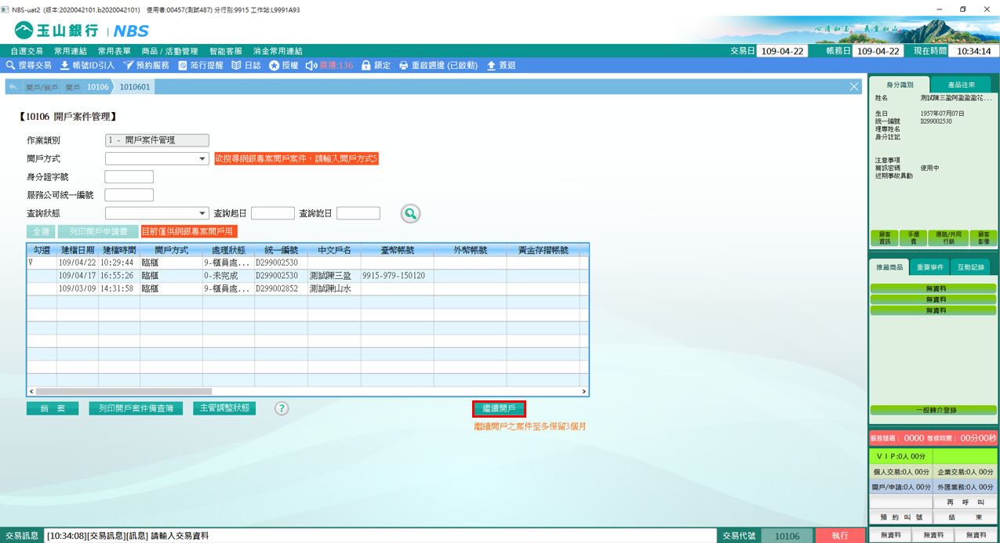 NBS-uat2 (版本:2020042101.b2020042101) 使用者:00457(測試487) 分行別:9915 工作站:L9991A93
玉山銀行 | NBS
心清如玉 義重如山
自選交易 常用連結 常用表單 商品 / 活動管理 智能客服 消金常用連結
交易日 109-04-22 帳務日 109-04-22 現在時間 10:34:14
搜尋交易 帳號ID引入 預約服務 蒞行提醒 日誌 授權 廣播:136 鎖定 重啟週邊 (已啟動) 簽退
開戶/銷戶 開戶 10106 1010601
【10106 開戶案件管理】
作業類別 1 - 開戶案件管理
開戶方式 欲搜尋網銀專案開戶案件，請輸入開戶方式5
身分證字號
服務公司統一編號
查詢狀態 查詢起日 查詢訖日
全選 列印開戶申請書 目前僅供網銀專案開戶用
勾選 建檔日期 建檔時間 開戶方式 處理狀態 統一編號 中文戶名 臺幣帳號 外幣帳號 黃金存摺帳號
V 109/04/22 10:29:44 臨櫃 9-櫃員處... D299002530
109/04/17 16:55:26 臨櫃 0-未完成 D299002530 測試陳三盈 9915-979-150120
109/03/09 14:31:58 臨櫃 9-櫃員處... D299002852 測試陳山水
銷 案 列印開戶案件備查簿 主管調整狀態 ? 繼續開戶
繼續開戶之案件至多保留3個月
身分識別 產品往來
姓名 測試陳三盈阿盈盈盈花...
生日 1957年07月07日
統一編號 D299002530
理專姓名
身分註記
注意事項
簡訊密碼 使用中
近期事故異動
顧客資訊 手續費 通路/共同行銷 顧客影像
推薦商品 重要事件 互動記錄
無資料
無資料
無資料
一般轉介登錄
服務號碼： 0000 等候時間： 00分00秒
ＶＩＰ:0人 00分
個人交易:0人 00分 企業交易:0人 00分
開戶/申請:0人 00分 外匯業務:0人 00分
再 呼 叫
預 約 叫 號 結 束
無資料 無資料 無資料
交易訊息 [10:34:08][交易訊息][訊息] 請輸入交易資料 交易代號 10106 執行